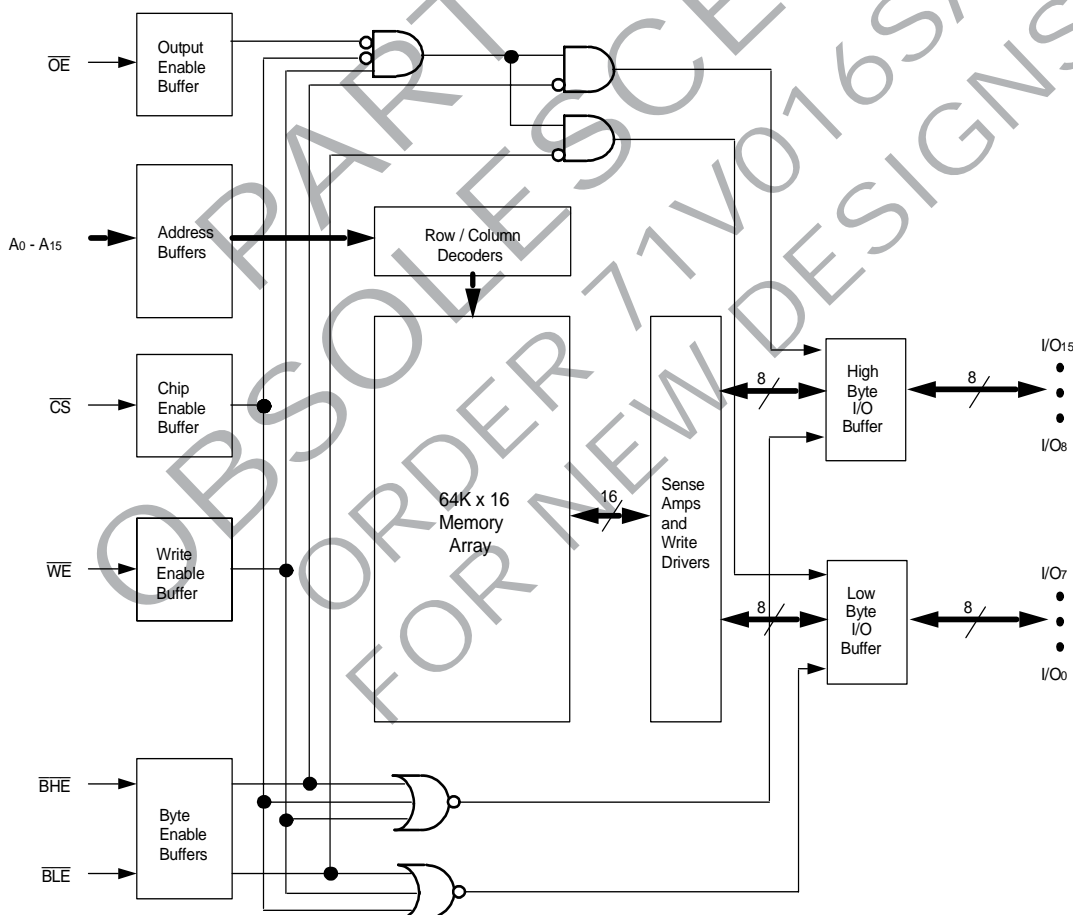 OE
Output
Enable
Buffer
A0 - A15
Address
Buffers
Row / Column
Decoders
CS
Chip
Enable
Buffer
WE
Write
Enable
Buffer
64K x 16
Memory
Array
16
Sense
Amps
and
Write
Drivers
8
High
Byte
I/O
Buffer
8
I/O15
I/O8
8
Low
Byte
I/O
Buffer
8
I/O7
I/O0
BHE
BLE
Byte
Enable
Buffers
PART
OBSOLESCE
ORDER 71V016SA
FOR NEW DESIGNS